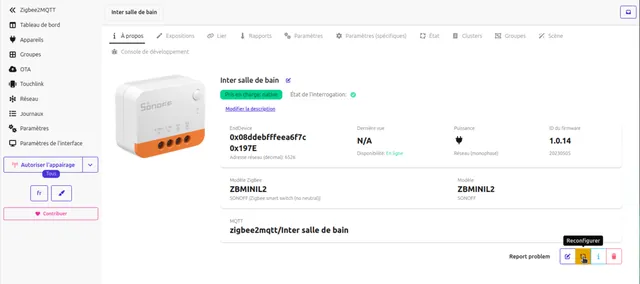 Zigbee2MQTT
Tableau de bord
Appareils
Groupes
OTA
Touchlink
Réseau
Journaux
Paramètres
Paramètres de l'interface
Autoriser l'appairage
Tous
fr
Contribuer
Inter salle de bain
À propos
Expositions
Lier
Rapports
Paramètres
Paramètres (spécifiques)
État
Clusters
Groupes
Scène
Console de développement
SONOFF
Inter salle de bain
Pris en charge: natiser
État de l'interrogation:
Modifier la description
EndDevice
0x08ddebfffeea6f7c
0x197E
Adresse réseau (décimal): 6526
Dernière vue
N/A
Disponibilité: En ligne
Puissance
Réseau (monophasé)
ID du firmware
1.0.14
Modèle ZigBee
ZBMINIL2
SONOFF (Zigbee smart switch (no neutral))
Modèle
ZBMINIL2
SONOFF
MQTT
zigbee2mqtt/Inter salle de bain
Reconfigurer
Report problem